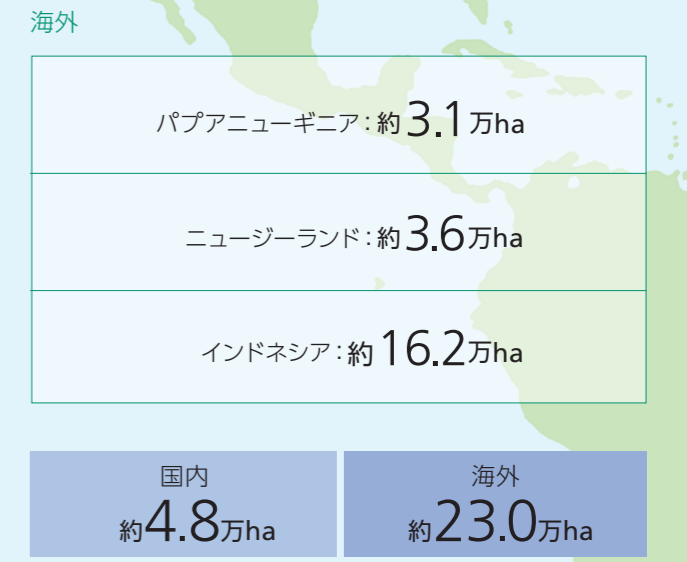 海外
パプアニューギニア：約3.1万ha
ニュージーランド：約3.6万ha
インドネシア：約16.2万ha
国内
約4.8万ha
海外
約23.0万ha